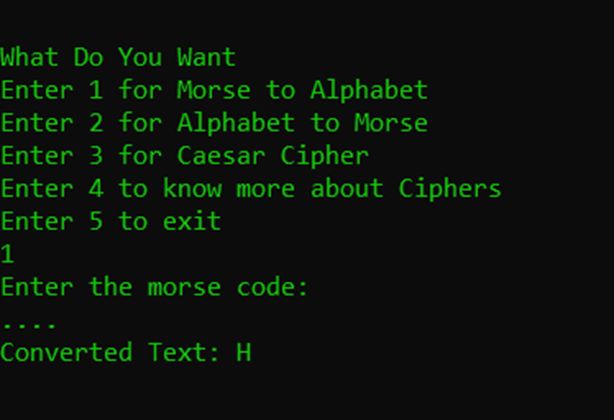 What Do You Want
Enter 1 for Morse to Alphabet
Enter 2 for Alphabet to Morse
Enter 3 for Caesar Cipher
Enter 4 to know more about Ciphers
Enter 5 to exit
1
Enter the morse code:
....
Converted Text: H